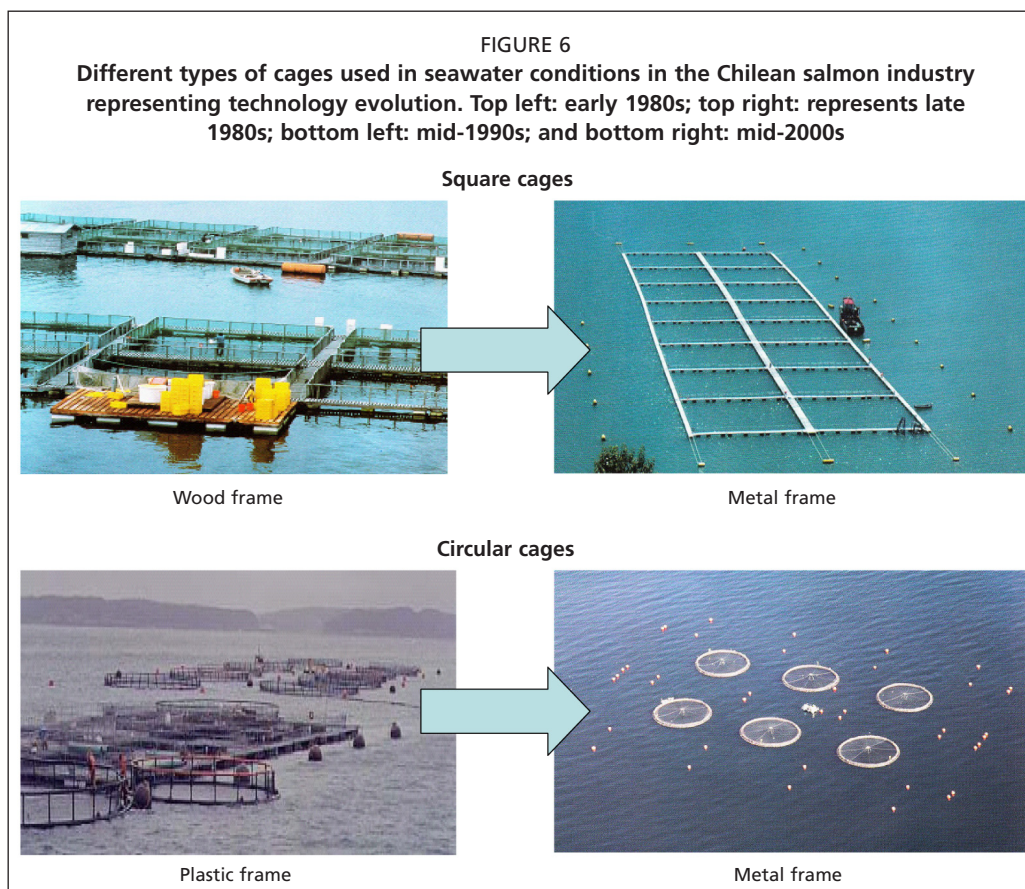 FIGURE 6
Different types of cages used in seawater conditions in the Chilean salmon industry
representing technology evolution. Top left: early 1980s; top right: represents late
1980s; bottom left: mid-1990s; and bottom right: mid-2000s
Square cages
Wood frame
Metal frame
Circular cages
Plastic frame
Metal frame